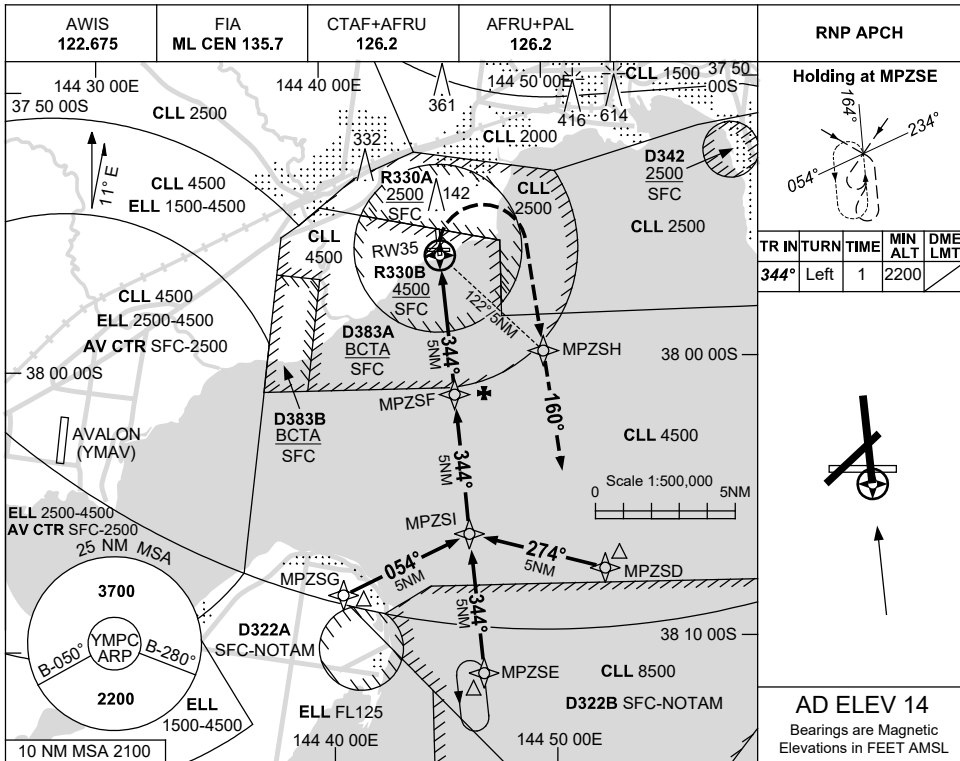 AWIS
122.675
FIA
ML CEN 135.7
CTAF+AFRU
126.2
AFRU+PAL
126.2
RNP APCH
144 30 00E
144 40 00E
144 50 00E
37 50 00S
37 50
00S
CLL 1500
CLL 2500
361
416
614
CLL 2000
332
D342
2500
SFC
11° E
CLL 4500
ELL 1500-4500
R330A
2500
SFC
142
CLL
2500
CLL 2500
CLL
4500
RW35
R330B
4500
SFC
CLL 4500
ELL 2500-4500
AV CTR SFC-2500
D383A
BCTA
SFC
122°/5NM
344°
5NM
MPZSH
38 00 00S
38 00 00S
MPZSF
160°
D383B
BCTA
SFC
AVALON
(YMAV)
CLL 4500
344°
5NM
Scale 1:500,000
0
5NM
ELL 2500-4500
AV CTR SFC-2500
MPZSI
25 NM MSA
054°
5NM
274°
5NM
MPZSG
MPZSD
3700
YMPC
ARP
B-050°
B-280°
2200
344°
5NM
D322A
SFC-NOTAM
38 10 00S
MPZSE
CLL 8500
D322B SFC-NOTAM
ELL
1500-4500
ELL FL125
144 40 00E
144 50 00E
10 NM MSA 2100
Holding at MPZSE
164°
234°
054°
TR IN TURN TIME MIN ALT DME LMT
344° Left 1 2200
AD ELEV 14
Bearings are Magnetic
Elevations in FEET AMSL